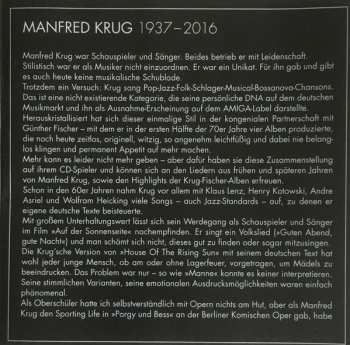 MANFRED KRUG 1937–2016
Manfred Krug war Schauspieler und Sänger. Beides betrieb er mit Leidenschaft.
Stilistisch war er als Musiker nicht einzuordnen. Er war ein Unikat. Für ihn gab und gibt
es auch heute keine musikalische Schublade.
Trotzdem ein Versuch: Krug sang Pop-Jazz-Folk-Schlager-Musical-Bossanova-Chansons.
Das ist eine nicht existierende Kategorie, die seine persönliche DNA auf dem deutschen
Musikmarkt und ihn als Ausnahme-Erscheinung auf dem AMIGA-Label darstellte.
Herauskristallisiert hat sich dieser einmalige Stil in der kongenialen Partnerschaft mit
Günther Fischer – mit dem er in der ersten Hälfte der 70er Jahre vier Alben produzierte,
die noch heute zeitlos, originell, witzig, so angenehm leichtfüßig und dabei nie belang-
los klingen und permanent Appetit auf mehr machen.
Mehr kann es leider nicht mehr geben – aber dafür haben sie diese Zusammenstellung
auf ihrem CD-Spieler und können sich an den Liedern aus frühen und späteren Jahren
von Manfred Krug, sowie den Highlights der Krug-Fischer-Alben erfreuen.
Schon in den 60er Jahren nahm Krug vor allem mit Klaus Lenz, Henry Kotowski, Andre
Asriel und Wolfram Heicking viele Songs – auch Jazz-Standards – auf, zu denen er
eigene deutsche Texte beisteuerte.
Mit großem Unterhaltungswert lässt sich sein Werdegang als Schauspieler und Sänger
im Film »Auf der Sonnenseite« nachempfinden. Er singt ein Volkslied (»Guten Abend,
gute Nacht«) und man schämt sich nicht, dieses gut zu finden oder sogar mitzusingen.
Die Krug'sche Version von »House Of The Rising Sun« mit seinem deutschen Text hat
wohl jeder junge Mensch, ob am oder ohne Lagerfeuer, vorgetragen, um Mädels zu
beeindrucken. Das Problem war nur – so wie »Manne« konnte es keiner interpretieren.
Seine stimmlichen Varianten, seine emotionalen Ausdrucksmöglichkeiten waren einfach
phänomenal.
Als Oberschüler hatte ich selbstverständlich mit Opern nichts am Hut, aber als Manfred
Krug den Sporting Life in »Porgy und Bess« an der Berliner Komischen Oper gab, habe